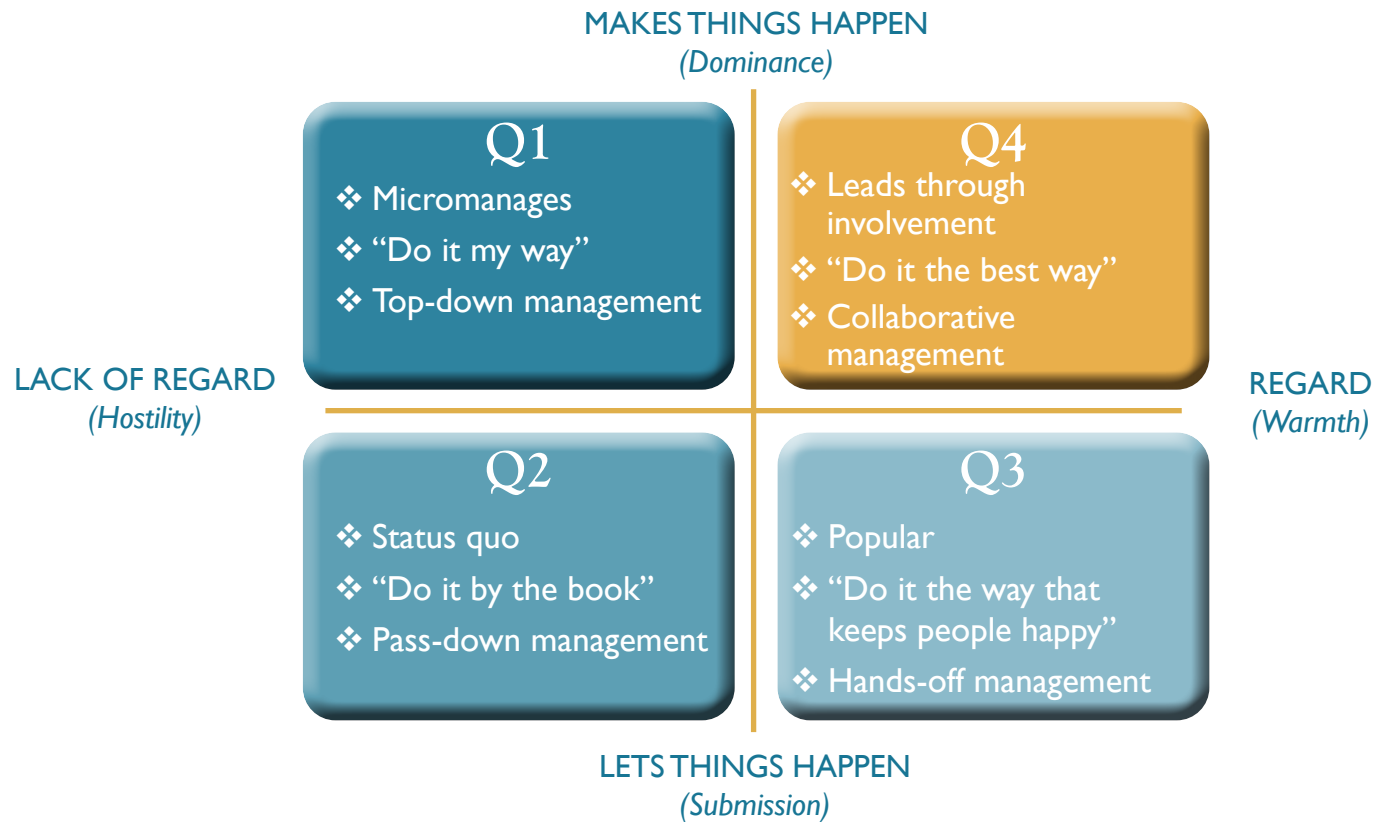 MAKES THINGS HAPPEN
(Dominance)
Q1
❖ Micromanages
❖ “Do it my way”
❖ Top-down management
Q4
❖ Leads through
involvement
❖ “Do it the best way”
❖ Collaborative
management
LACK OF REGARD
(Hostility)
REGARD
(Warmth)
Q2
❖ Status quo
❖ “Do it by the book”
❖ Pass-down management
Q3
❖ Popular
❖ “Do it the way that
keeps people happy”
❖ Hands-off management
LETS THINGS HAPPEN
(Submission)